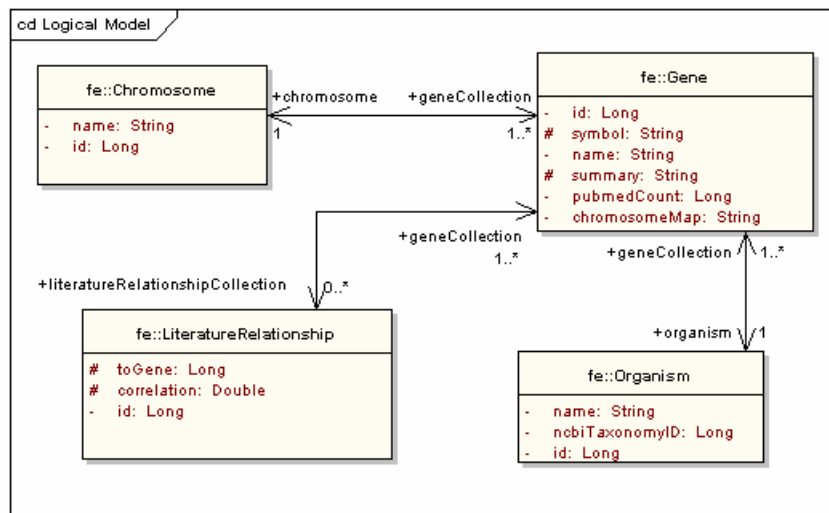 cd Logical Model
fe::Chromosome
- name: String
- id: Long
+chromosome
+geneCollection
1
1..*
fe::Gene
- id: Long
# symbol: String
- name: String
# summary: String
- pubmedCount: Long
- chromosomeMap: String
+geneCollection
1..*
+geneCollection
1..*
+literatureRelationshipCollection
0..*
fe::LiteratureRelationship
# toGene: Long
# correlation: Double
- id: Long
+organism
1
fe::Organism
- name: String
- ncbiTaxonomyID: Long
- id: Long